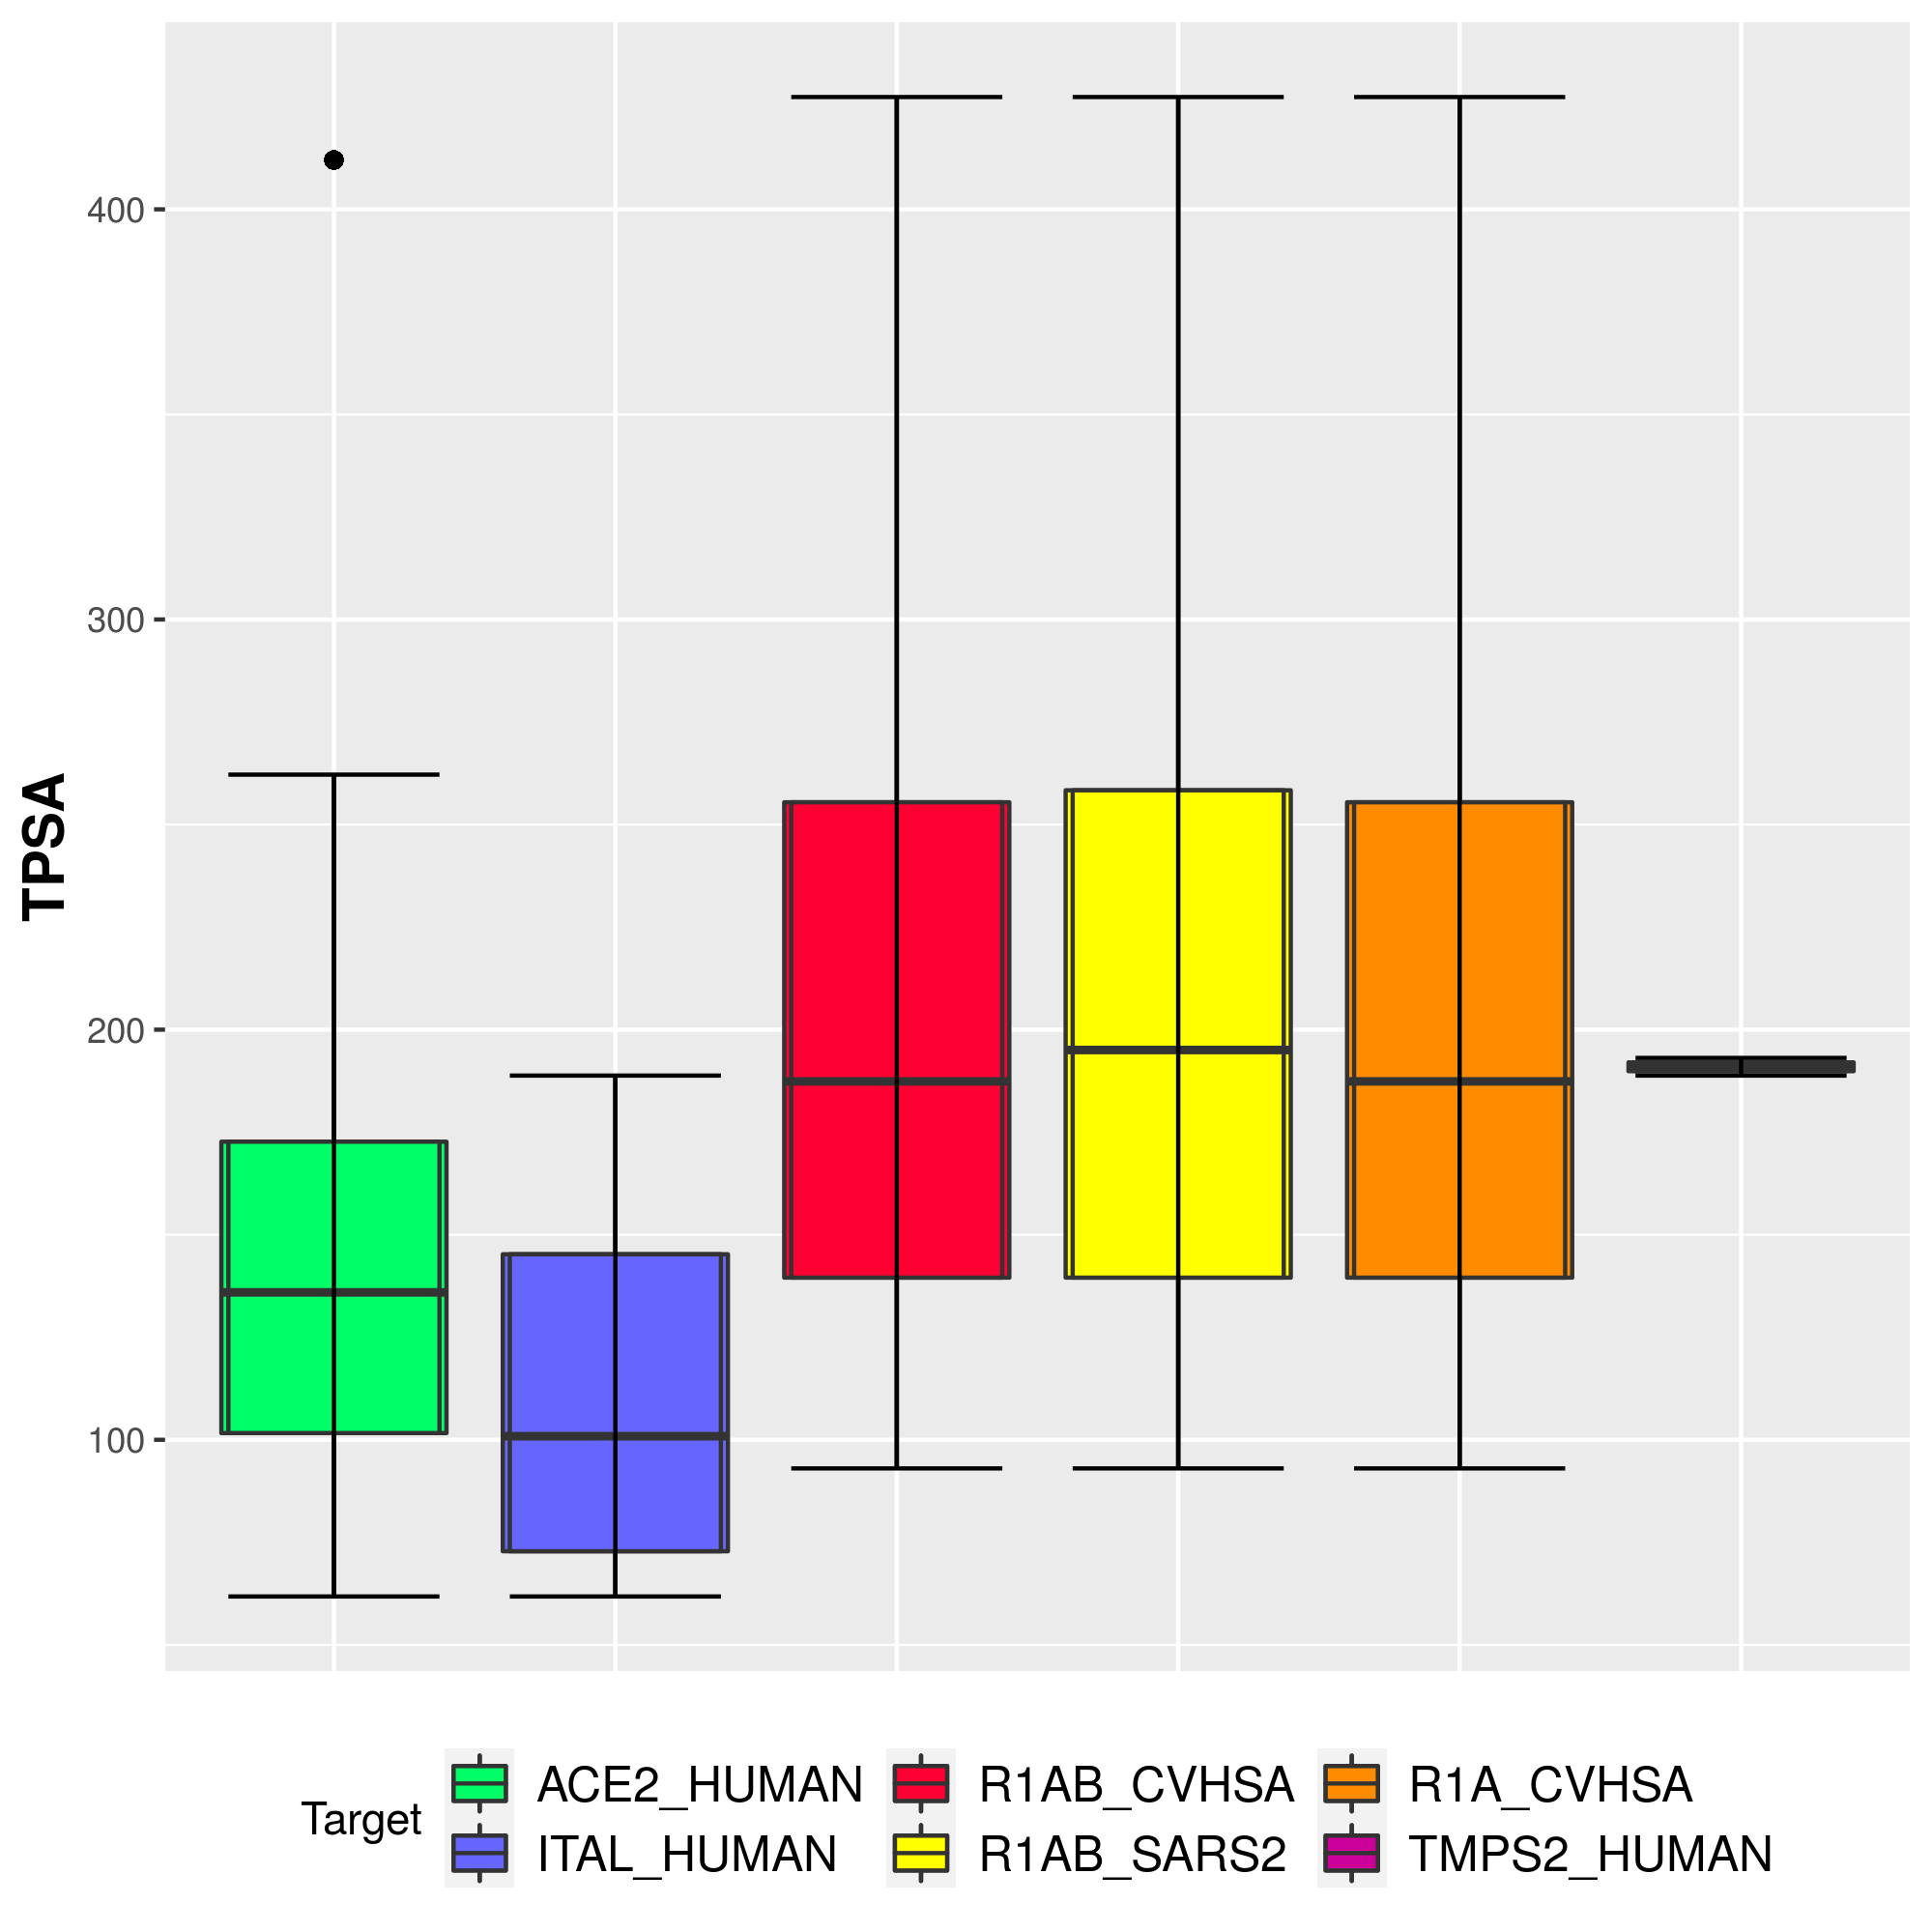 TPSA
400
300
200
100
Target
ACE2_HUMAN
R1AB_CVHSA
R1A_CVHSA
ITAL_HUMAN
R1AB_SARS2
TMPS2_HUMAN